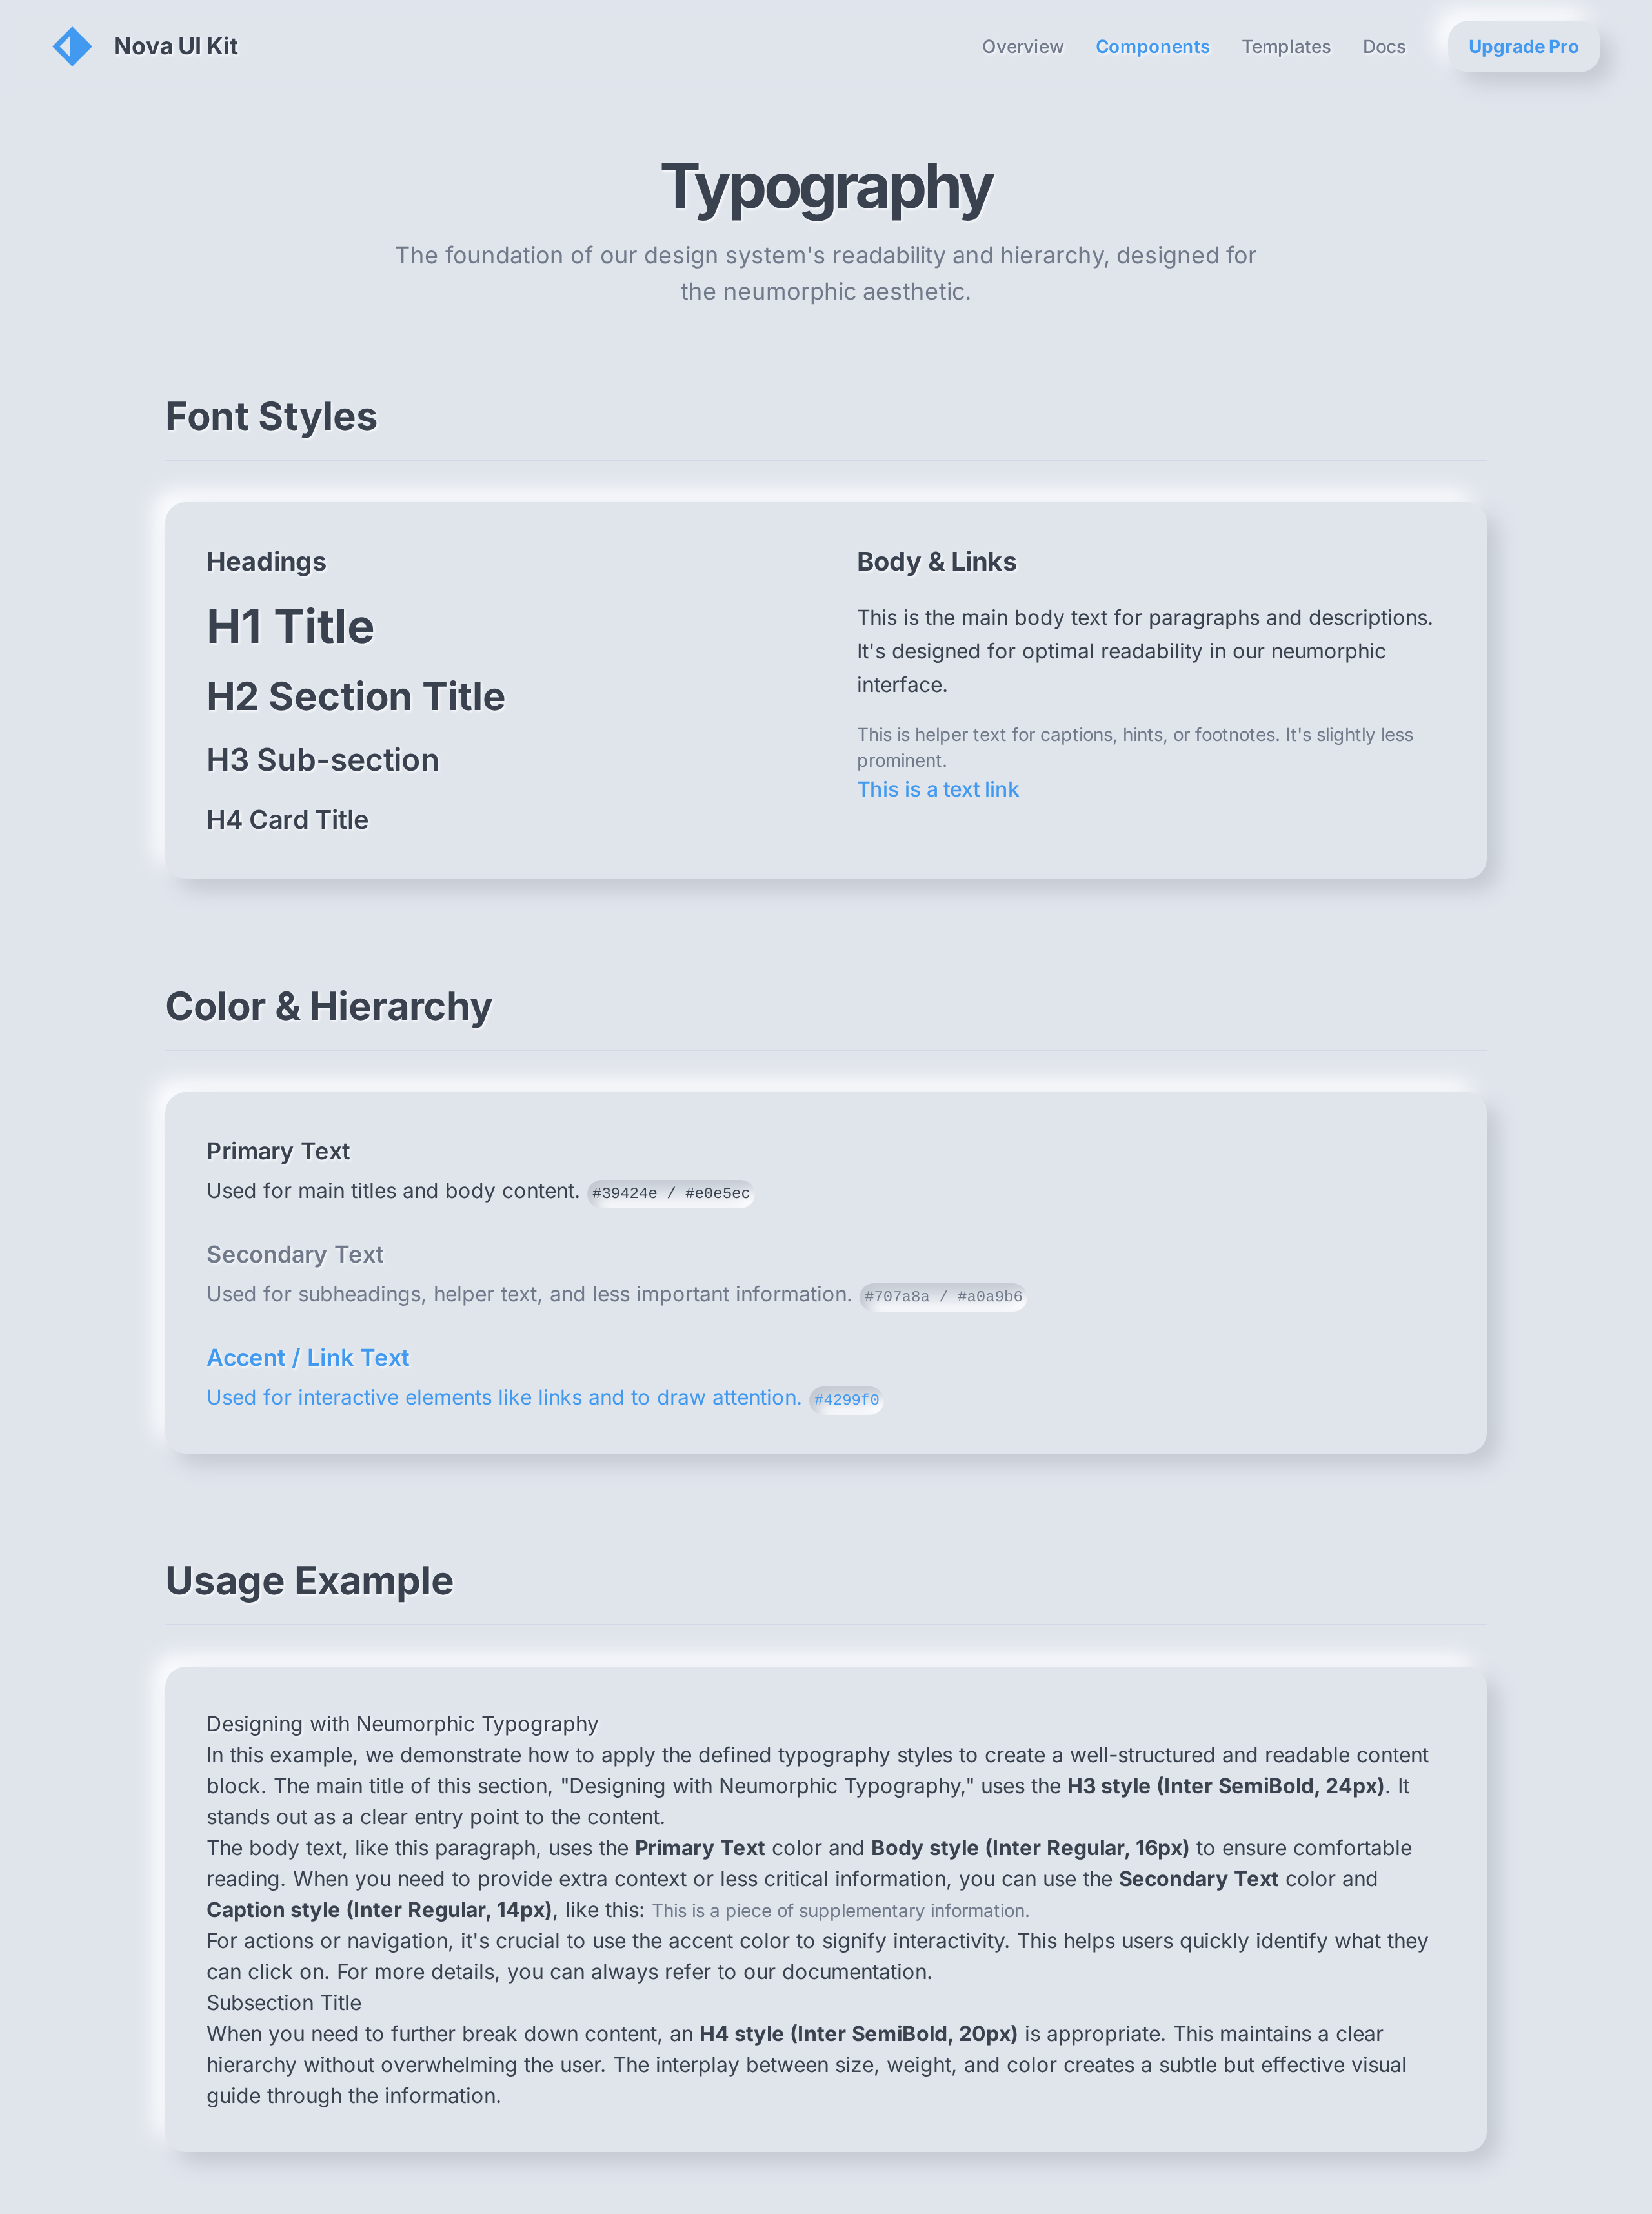 Nova UI Kit
Overview
Components
Templates
Docs
Upgrade Pro
Typography
The foundation of our design system's readability and hierarchy, designed for
the neumorphic aesthetic.
Font Styles
Headings
H1 Title
H2 Section Title
H3 Sub-section
H4 Card Title
Body & Links
This is the main body text for paragraphs and descriptions.
It's designed for optimal readability in our neumorphic
interface.
This is helper text for captions, hints, or footnotes. It's slightly less
prominent.
This is a text link
Color & Hierarchy
Primary Text
Used for main titles and body content. #39424e / #e0e5ec
Secondary Text
Used for subheadings, helper text, and less important information. #707a8a / #a0a9b6
Accent / Link Text
Used for interactive elements like links and to draw attention. #4299f0
Usage Example
Designing with Neumorphic Typography
In this example, we demonstrate how to apply the defined typography styles to create a well-structured and readable content
block. The main title of this section, "Designing with Neumorphic Typography," uses the H3 style (Inter SemiBold, 24px). It
stands out as a clear entry point to the content.
The body text, like this paragraph, uses the Primary Text color and Body style (Inter Regular, 16px) to ensure comfortable
reading. When you need to provide extra context or less critical information, you can use the Secondary Text color and
Caption style (Inter Regular, 14px), like this: This is a piece of supplementary information.
For actions or navigation, it's crucial to use the accent color to signify interactivity. This helps users quickly identify what they
can click on. For more details, you can always refer to our documentation.
Subsection Title
When you need to further break down content, an H4 style (Inter SemiBold, 20px) is appropriate. This maintains a clear
hierarchy without overwhelming the user. The interplay between size, weight, and color creates a subtle but effective visual
guide through the information.